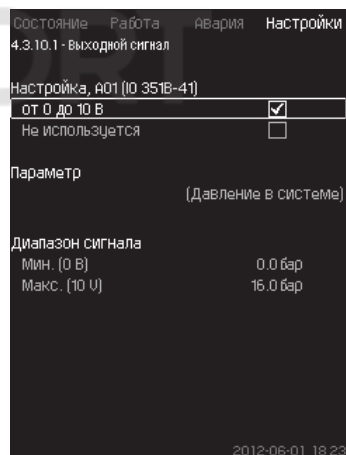 Состояние Работа Авария Настройки
4.3.10.1 - Выходной сигнал
Настройка, AO1 (IO 351B-41)
от 0 до 10 В
Не используется
Параметр
(Давление в системе)
Диапазон сигнала
Мин. (0 В) 0.0 бар
Макс. (10 V) 16.0 бар
2012-06-01 18:23